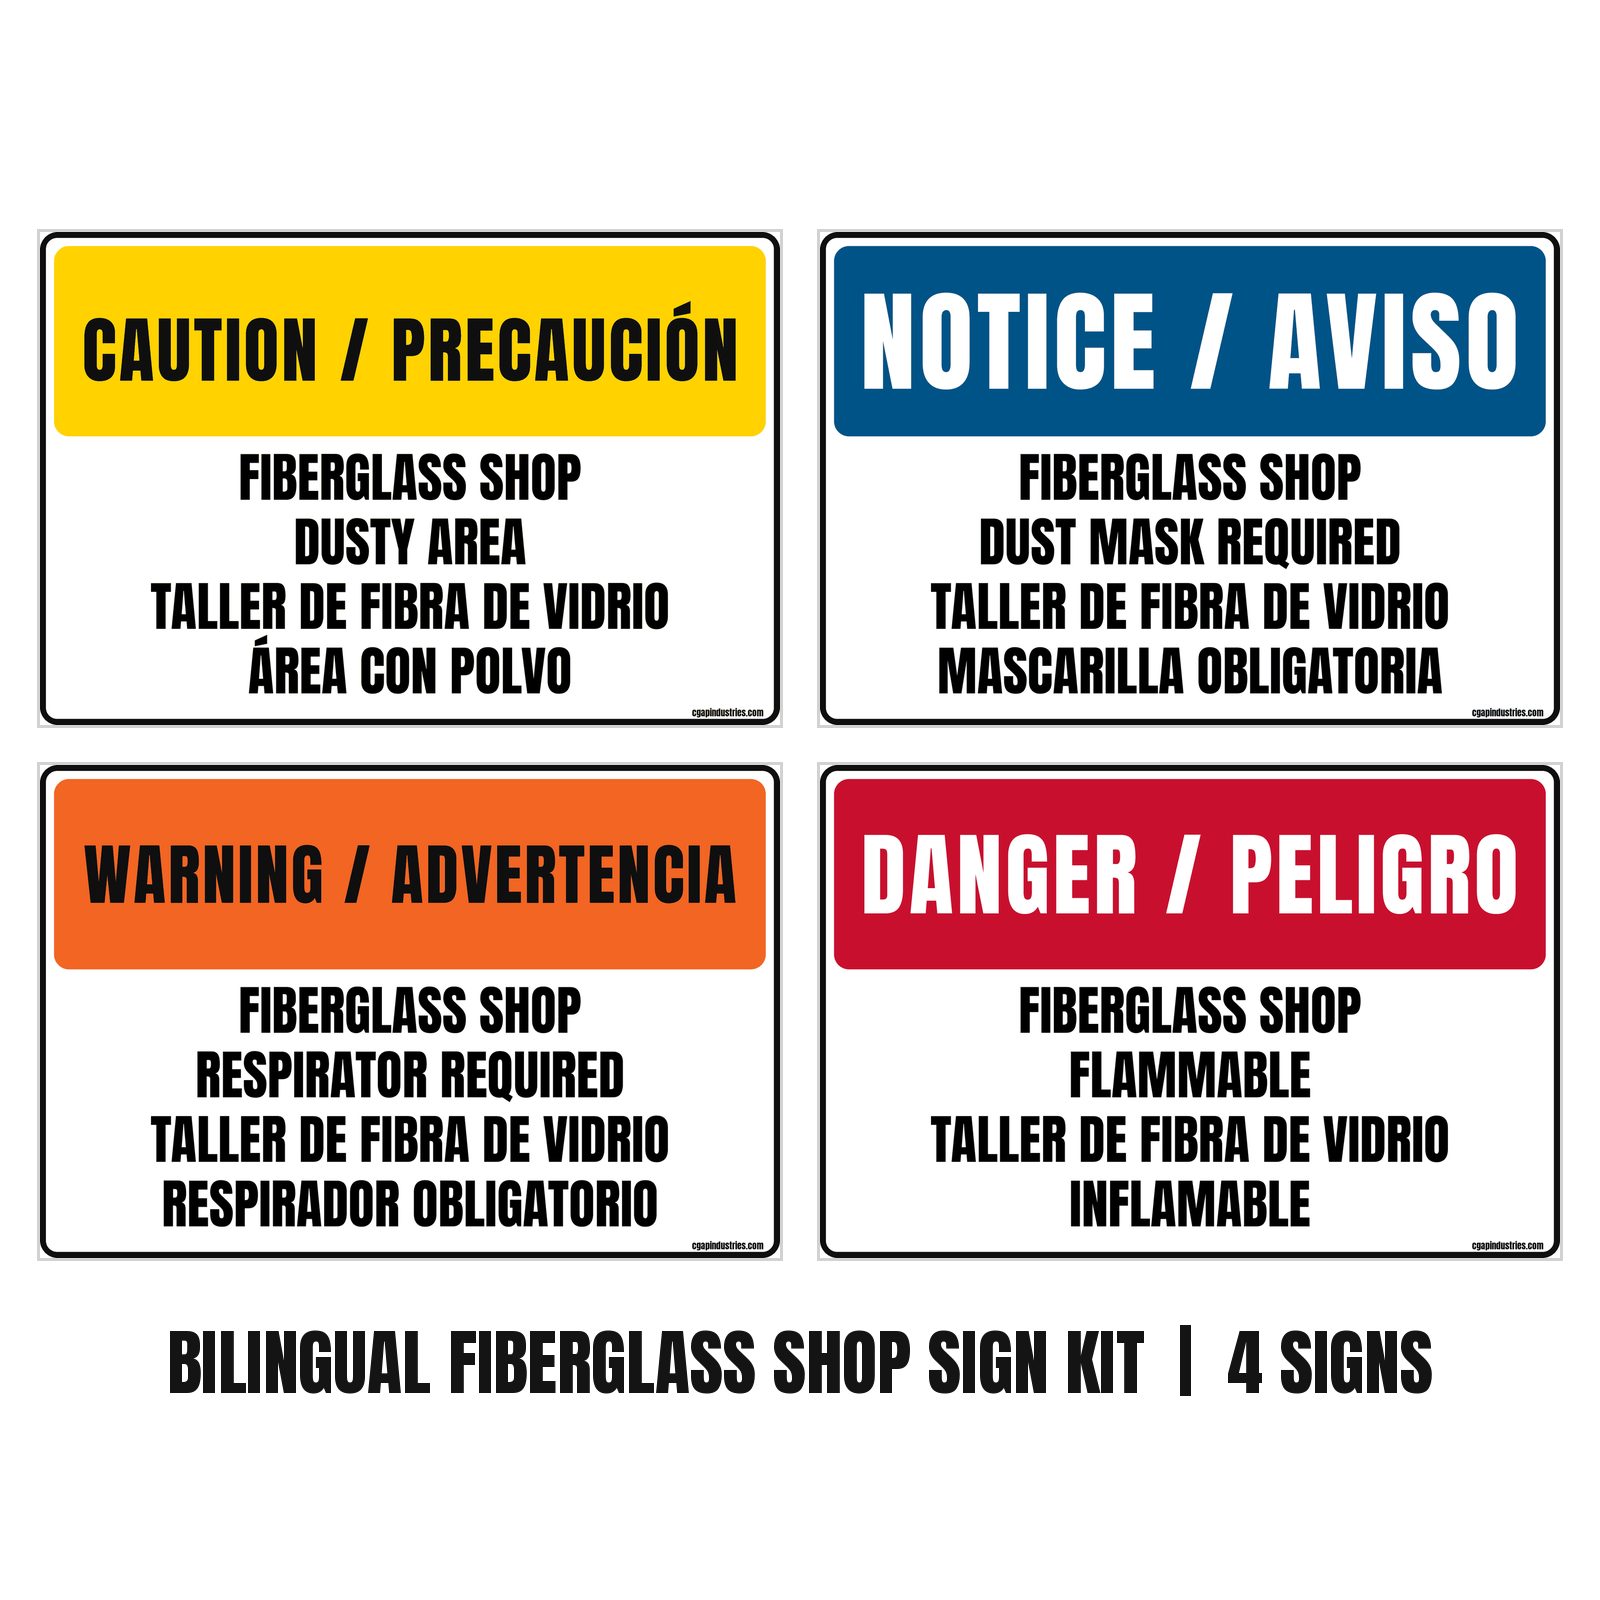 CAUTION / PRECAUCIÓN
FIBERGLASS SHOP
DUSTY AREA
TALLER DE FIBRA DE VIDRIO
ÁREA CON POLVO
cgapindustries.com
NOTICE / AVISO
FIBERGLASS SHOP
DUST MASK REQUIRED
TALLER DE FIBRA DE VIDRIO
MASCARILLA OBLIGATORIA
cgapindustries.com
WARNING / ADVERTENCIA
FIBERGLASS SHOP
RESPIRATOR REQUIRED
TALLER DE FIBRA DE VIDRIO
RESPIRADOR OBLIGATORIO
cgapindustries.com
DANGER / PELIGRO
FIBERGLASS SHOP
FLAMMABLE
TALLER DE FIBRA DE VIDRIO
INFLAMABLE
cgapindustries.com
BILINGUAL FIBERGLASS SHOP SIGN KIT | 4 SIGNS